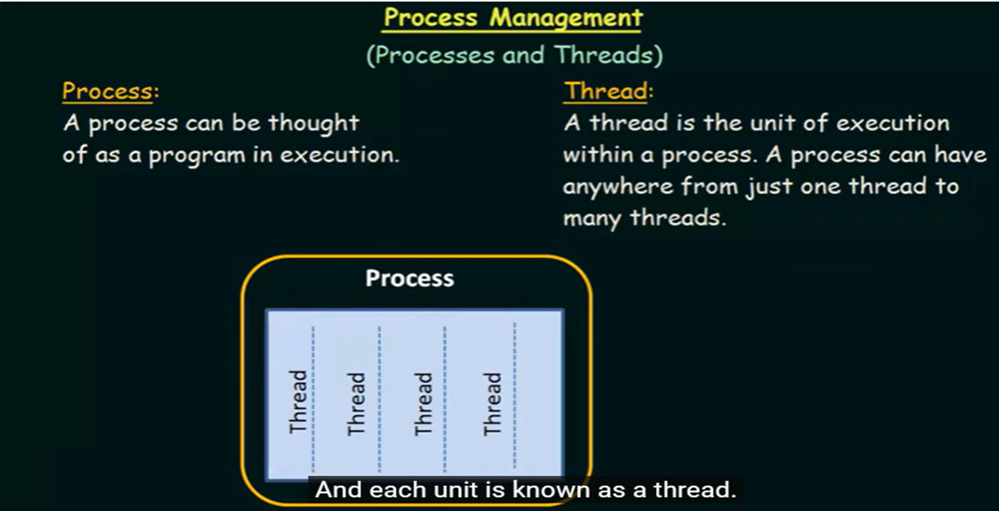 Process Management
(Processes and Threads)
Process:
A process can be thought
of as a program in execution.
Thread:
A thread is the unit of execution
within a process. A process can have
anywhere from just one thread to
many threads.
Process
Thread
Thread
Thread
Thread
And each unit is known as a thread.